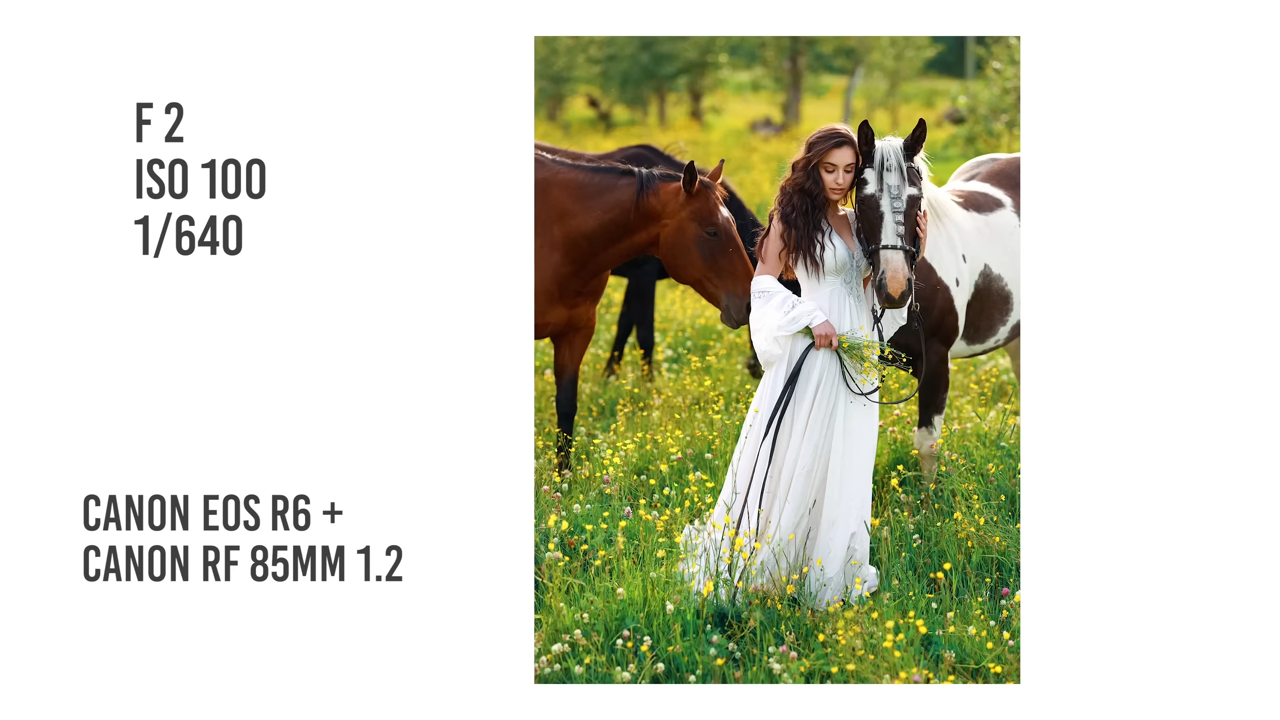 F 2
ISO 100
1/640
CANON EOS R6 +
CANON RF 85MM 1.2